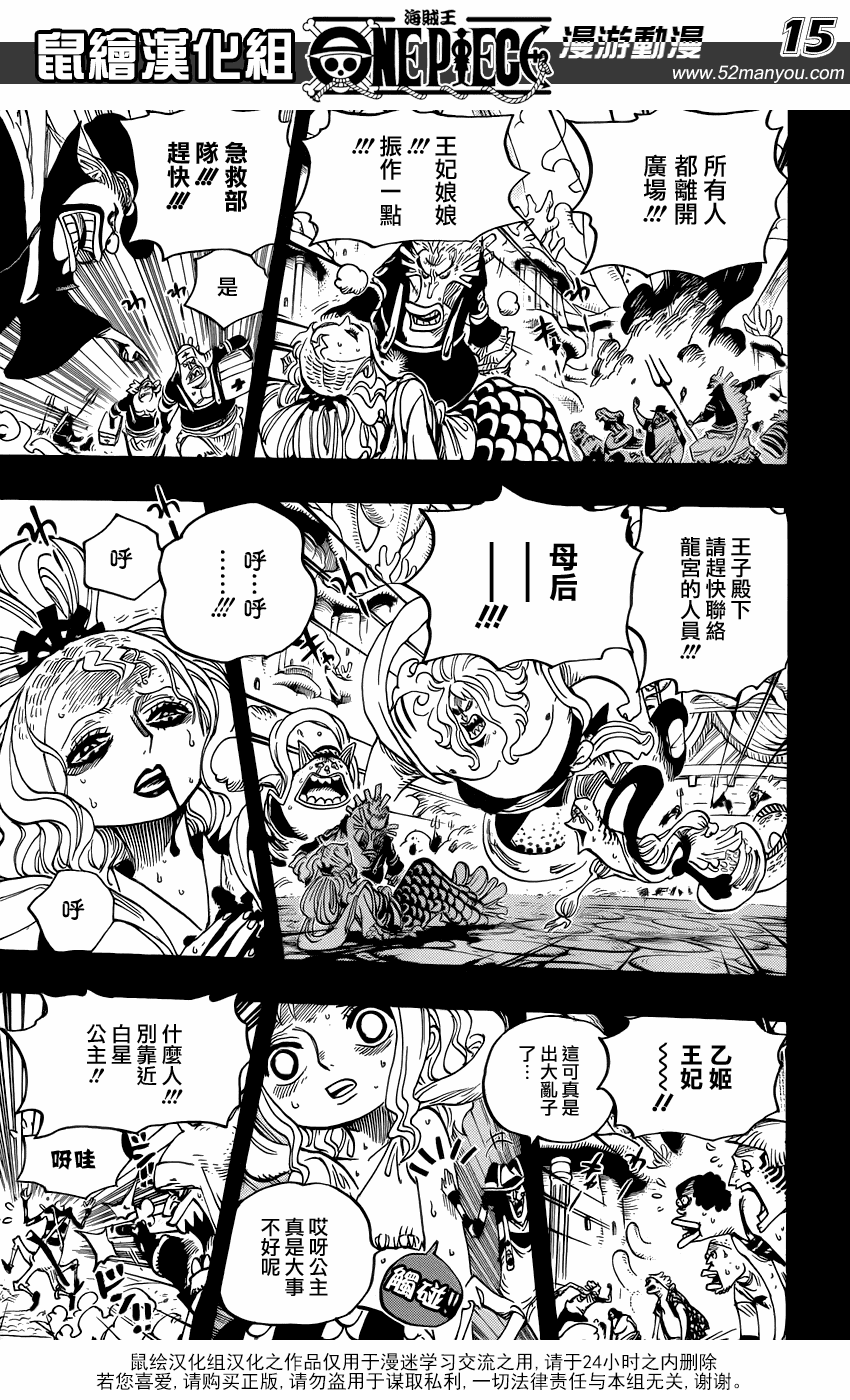 鼠繪漢化組
海賊王
ONE PIECE
漫游動漫
15
www.52manyou.com
所有人
都離開
廣場!!!
王妃娘娘
!!!
振作一點
!!!
急救部
隊!!!
趕快!!!
是
王子殿下
請趕快聯絡
龍宮的人員!!!
母后
——
——!!!
呼…呼
……!!!
呼
呼
乙姬
王妃
~~~!!
這可真是
出大亂子
了…
哎呀公主
真是大事
不好呢
觸碰!!
什麼人!!!
別靠近
白星
公主!!
呀哇
鼠绘汉化组汉化之作品仅用于漫迷学习交流之用, 请于24小时之内删除
若您喜爱, 请购买正版, 请勿盗用于谋取私利, 一切法律责任与本组无关, 谢谢。